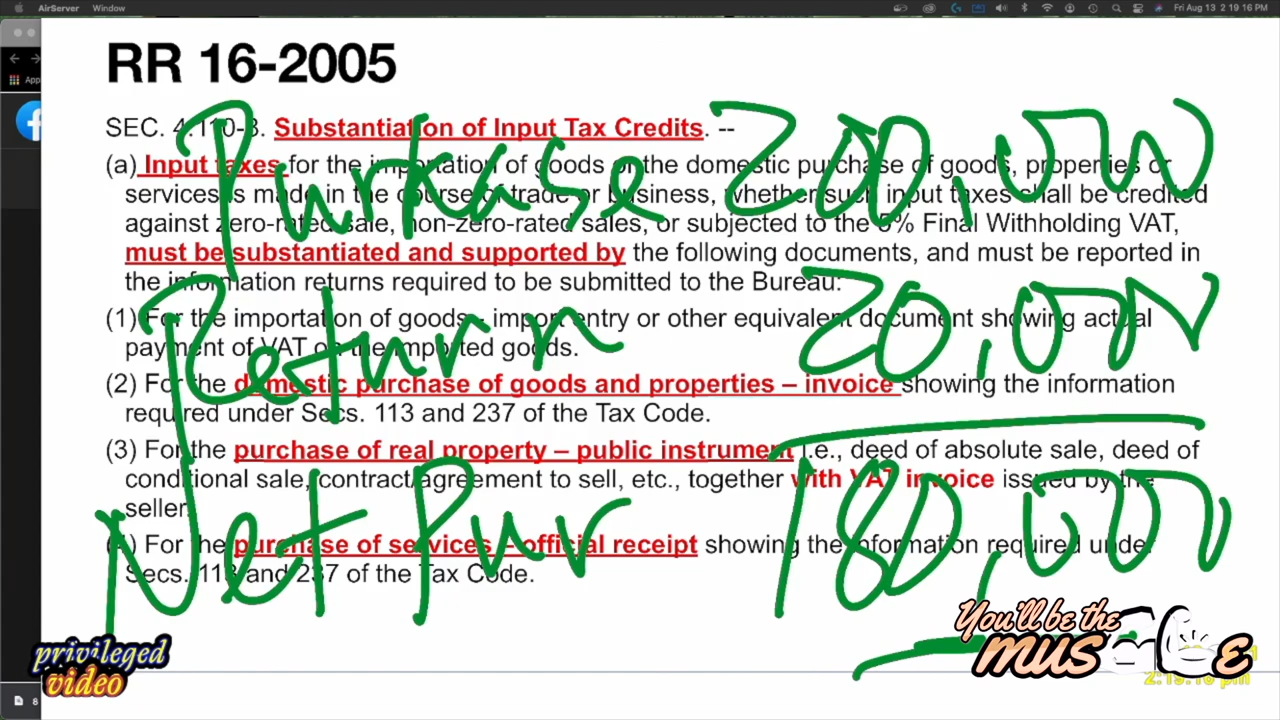 AirServer Window Fri Aug 13 2 19 16 PM
RR 16-2005
SEC. 4.110-8. Substantiation of Input Tax Credits. --
(a) Input taxes for the importation of goods or the domestic purchase of goods, properties or
services is made in the course of trade or business, whether such input taxes shall be credited
against zero-rated sale, non-zero-rated sales, or subjected to the 5% Final Withholding VAT,
must be substantiated and supported by the following documents, and must be reported in
the information returns required to be submitted to the Bureau:
(1) For the importation of goods - import entry or other equivalent document showing actual
payment of VAT on the imported goods.
(2) For the domestic purchase of goods and properties – invoice showing the information
required under Secs. 113 and 237 of the Tax Code.
(3) For the purchase of real property – public instrument i.e., deed of absolute sale, deed of
conditional sale, contract/agreement to sell, etc., together with VAT invoice issued by the
seller.
(4) For the purchase of services – official receipt showing the information required under
Secs. 113 and 237 of the Tax Code.
Purkase 200,000
Return 20,000
Net Pur 180,000
privileged
video
You'll be the
muscle
8